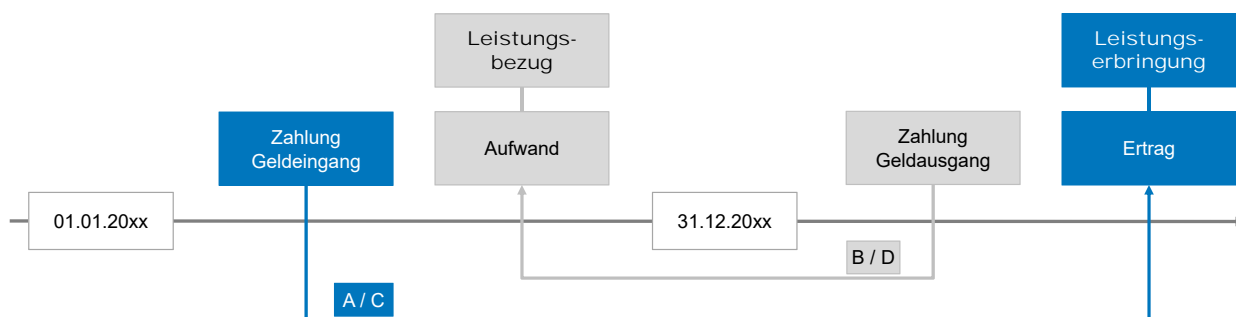 Leistungs-
bezug
Leistungs-
erbringung
Zahlung
Geldeingang
Aufwand
Zahlung
Geldausgang
Ertrag
01.01.20xx
31.12.20xx
B / D
A / C